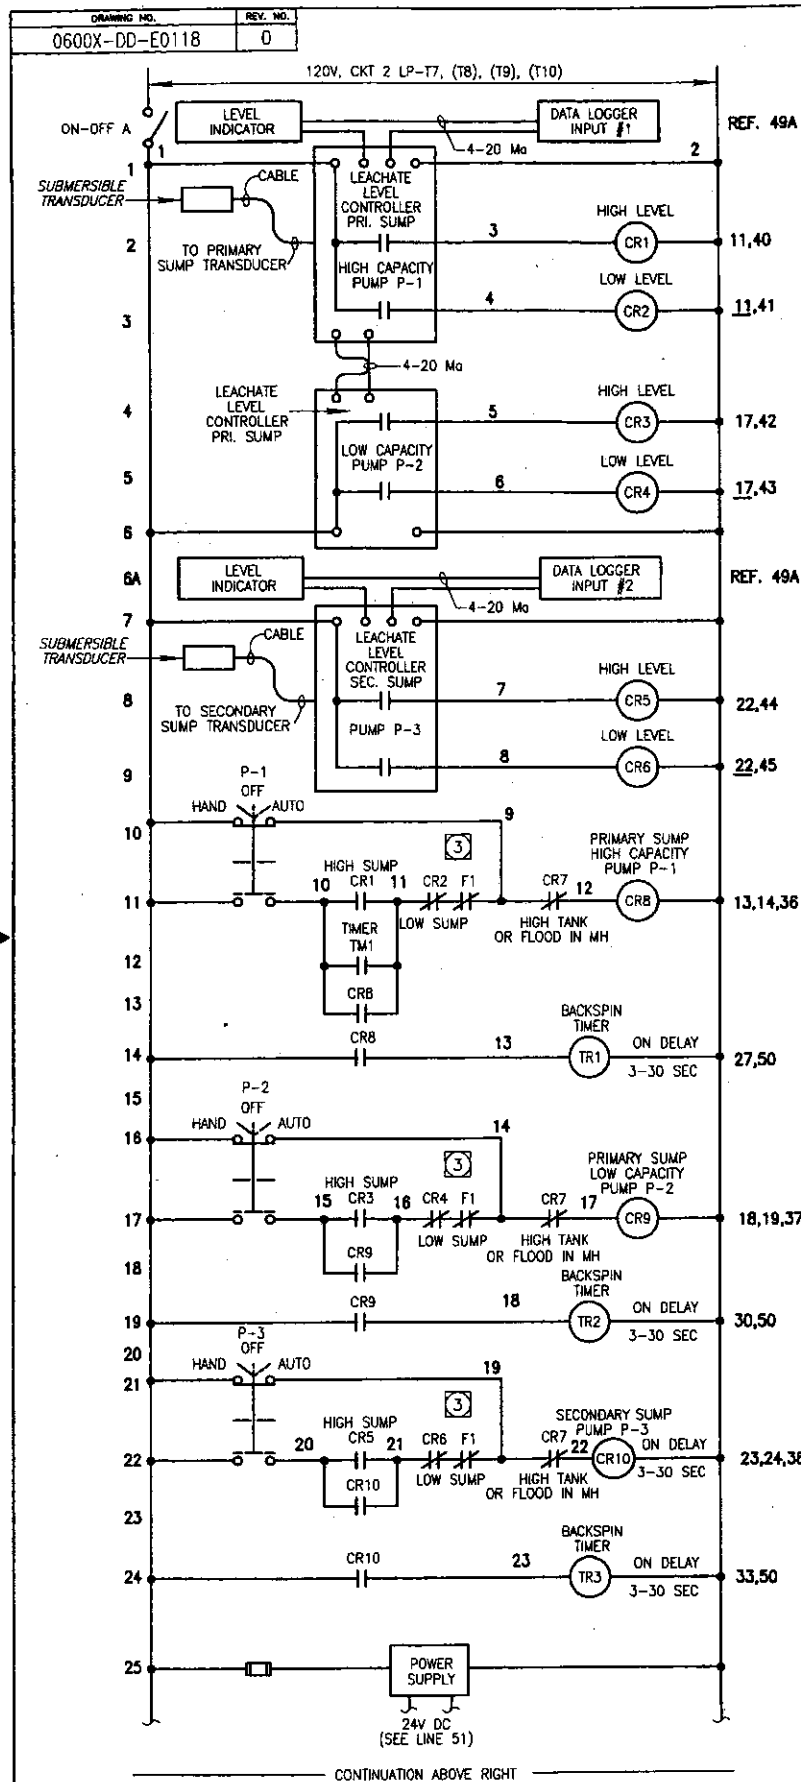 DRAWING NO. REV. NO.
0600X-DD-E0118 0
120V, CKT 2 LP-T7, (T8), (T9), (T10)
ON-OFF A
LEVEL INDICATOR
DATA LOGGER INPUT #1
REF. 49A
4-20 Ma
1
1
2
SUBMERSIBLE TRANSDUCER
CABLE
LEACHATE LEVEL CONTROLLER PRI. SUMP
HIGH LEVEL
2
TO PRIMARY SUMP TRANSDUCER
3
CR1
11,40
HIGH CAPACITY PUMP P-1
LOW LEVEL
4
CR2
11,41
3
4-20 Ma
LEACHATE LEVEL CONTROLLER PRI. SUMP
HIGH LEVEL
4
5
CR3
17,42
LOW CAPACITY PUMP P-2
LOW LEVEL
5
6
CR4
17,43
6
6A
LEVEL INDICATOR
DATA LOGGER INPUT #2
REF. 49A
4-20 Ma
7
SUBMERSIBLE TRANSDUCER
CABLE
LEACHATE LEVEL CONTROLLER SEC. SUMP
HIGH LEVEL
8
TO SECONDARY SUMP TRANSDUCER
7
CR5
22,44
PUMP P-3
LOW LEVEL
8
CR6
22,45
9
P-1
OFF
HAND AUTO
9
10
3
PRIMARY SUMP HIGH CAPACITY PUMP P-1
HIGH SUMP
11
10 CR1 11 CR2 F1 CR7 12 CR8
13,14,36
LOW SUMP
HIGH TANK OR FLOOD IN MH
TIMER TM1
12
13
CR8
BACKSPIN TIMER
14
CR8
13
TR1
ON DELAY
3-30 SEC
27,50
15
P-2
OFF
HAND AUTO
14
16
3
PRIMARY SUMP LOW CAPACITY PUMP P-2
HIGH SUMP
17
15 CR3 16 CR4 F1 CR7 17 CR9
18,19,37
LOW SUMP
HIGH TANK OR FLOOD IN MH
18
CR9
BACKSPIN TIMER
19
CR9
18
TR2
ON DELAY
3-30 SEC
30,50
20
P-3
OFF
HAND AUTO
19
21
3
SECONDARY SUMP PUMP P-3
HIGH SUMP
22
20 CR5 21 CR6 F1 CR7 22 CR10
ON DELAY
3-30 SEC
23,24,38
LOW SUMP
HIGH TANK OR FLOOD IN MH
CR10
23
BACKSPIN TIMER
24
CR10
23
TR3
ON DELAY
3-30 SEC
33,50
25
POWER SUPPLY
24V DC
(SEE LINE 51)
CONTINUATION ABOVE RIGHT